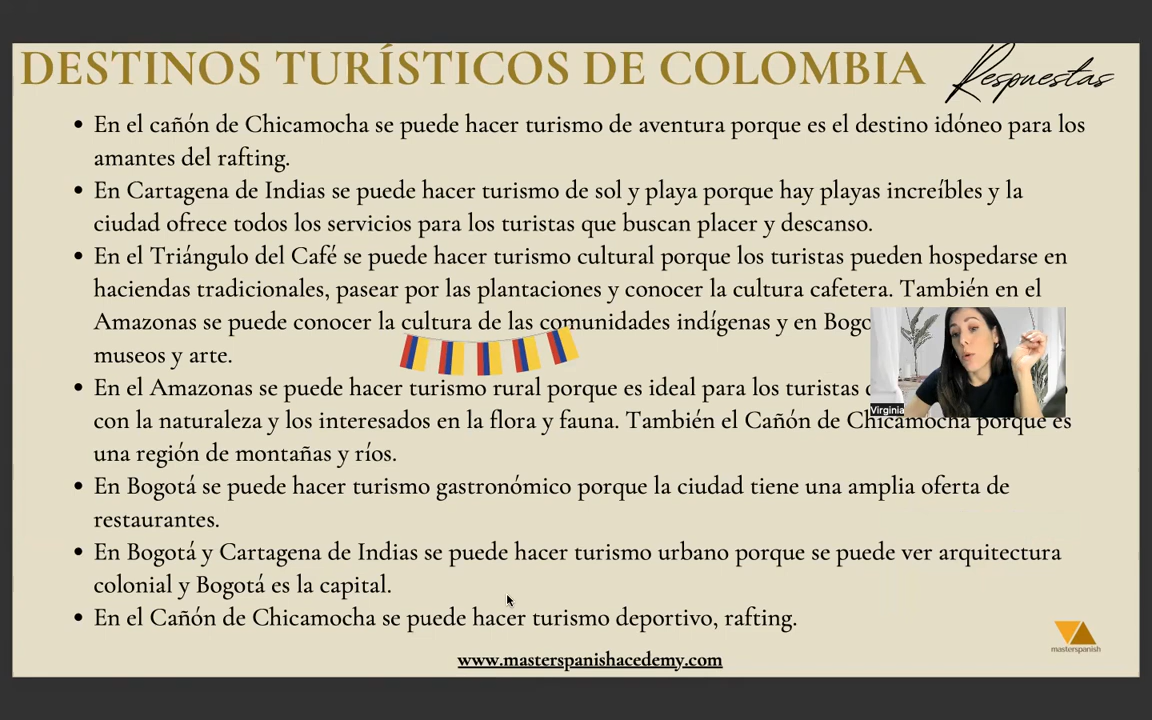 DESTINOS TURÍSTICOS DE COLOMBIA Respuestas
• En el cañón de Chicamocha se puede hacer turismo de aventura porque es el destino idóneo para los
amantes del rafting.
• En Cartagena de Indias se puede hacer turismo de sol y playa porque hay playas increíbles y la
ciudad ofrece todos los servicios para los turistas que buscan placer y descanso.
• En el Triángulo del Café se puede hacer turismo cultural porque los turistas pueden hospedarse en
haciendas tradicionales, pasear por las plantaciones y conocer la cultura cafetera. También en el
Amazonas se puede conocer la cultura de las comunidades indígenas y en
museos y arte.
• En el Amazonas se puede hacer turismo rural porque es ideal para los turistas
Virginia
con la naturaleza y los interesados en la flora y fauna. También el Cañón de Chicamocha porque es
una región de montañas y ríos.
• En Bogotá se puede hacer turismo gastronómico porque la ciudad tiene una amplia oferta de
restaurantes.
• En Bogotá y Cartagena de Indias se puede hacer turismo urbano porque se puede ver arquitectura
colonial y Bogotá es la capital.
• En el Cañón de Chicamocha se puede hacer turismo deportivo, rafting.
masterspanish
www.masterspanishacedemy.com